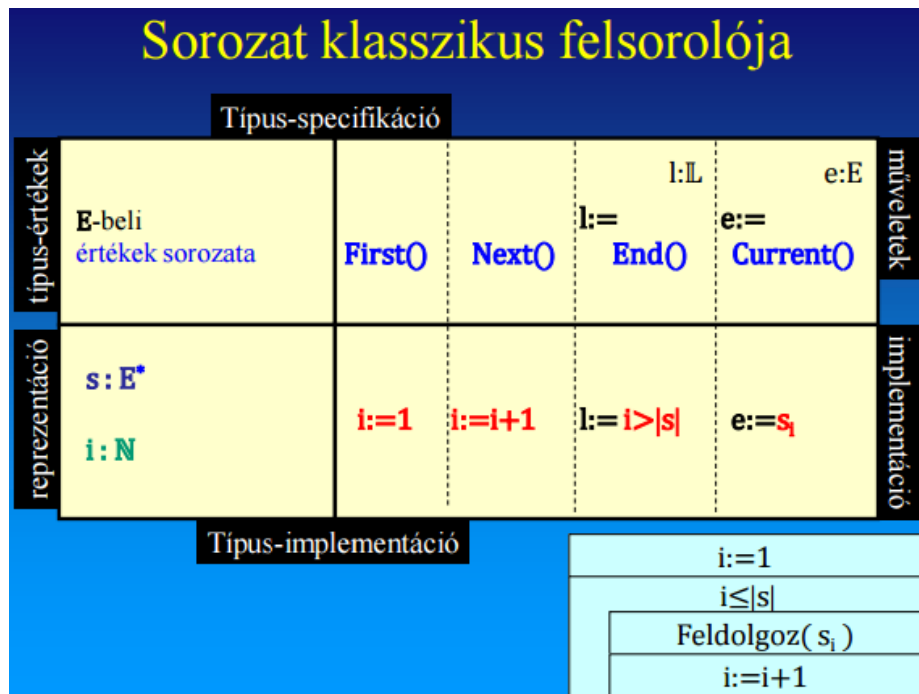 Sorozat klasszikus felsorolója
Típus-specifikáció
típus-értékek
műveletek
l:𝕃
e:E
E-beli
értékek sorozata
First()
Next()
l:=
End()
e:=
Current()
reprezentáció
implementáció
s : E*
i : ℕ
i:=1
i:=i+1
l:= i>|s|
e:=sᵢ
Típus-implementáció
i:=1
i≤|s|
Feldolgoz( sᵢ )
i:=i+1